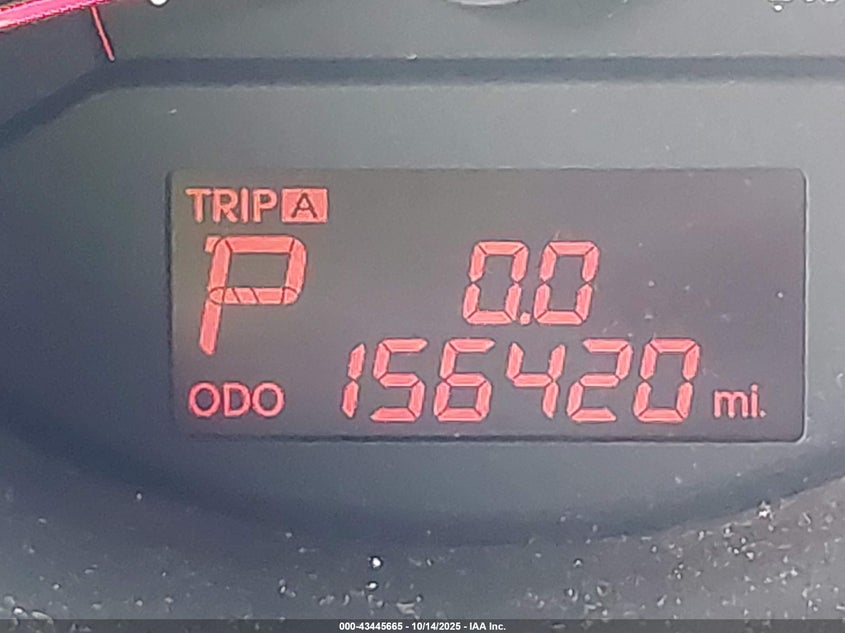 TRIP A
P 0.0
ODO 156420 mi.
000-43445665 - 10/14/2025 - IAA Inc.